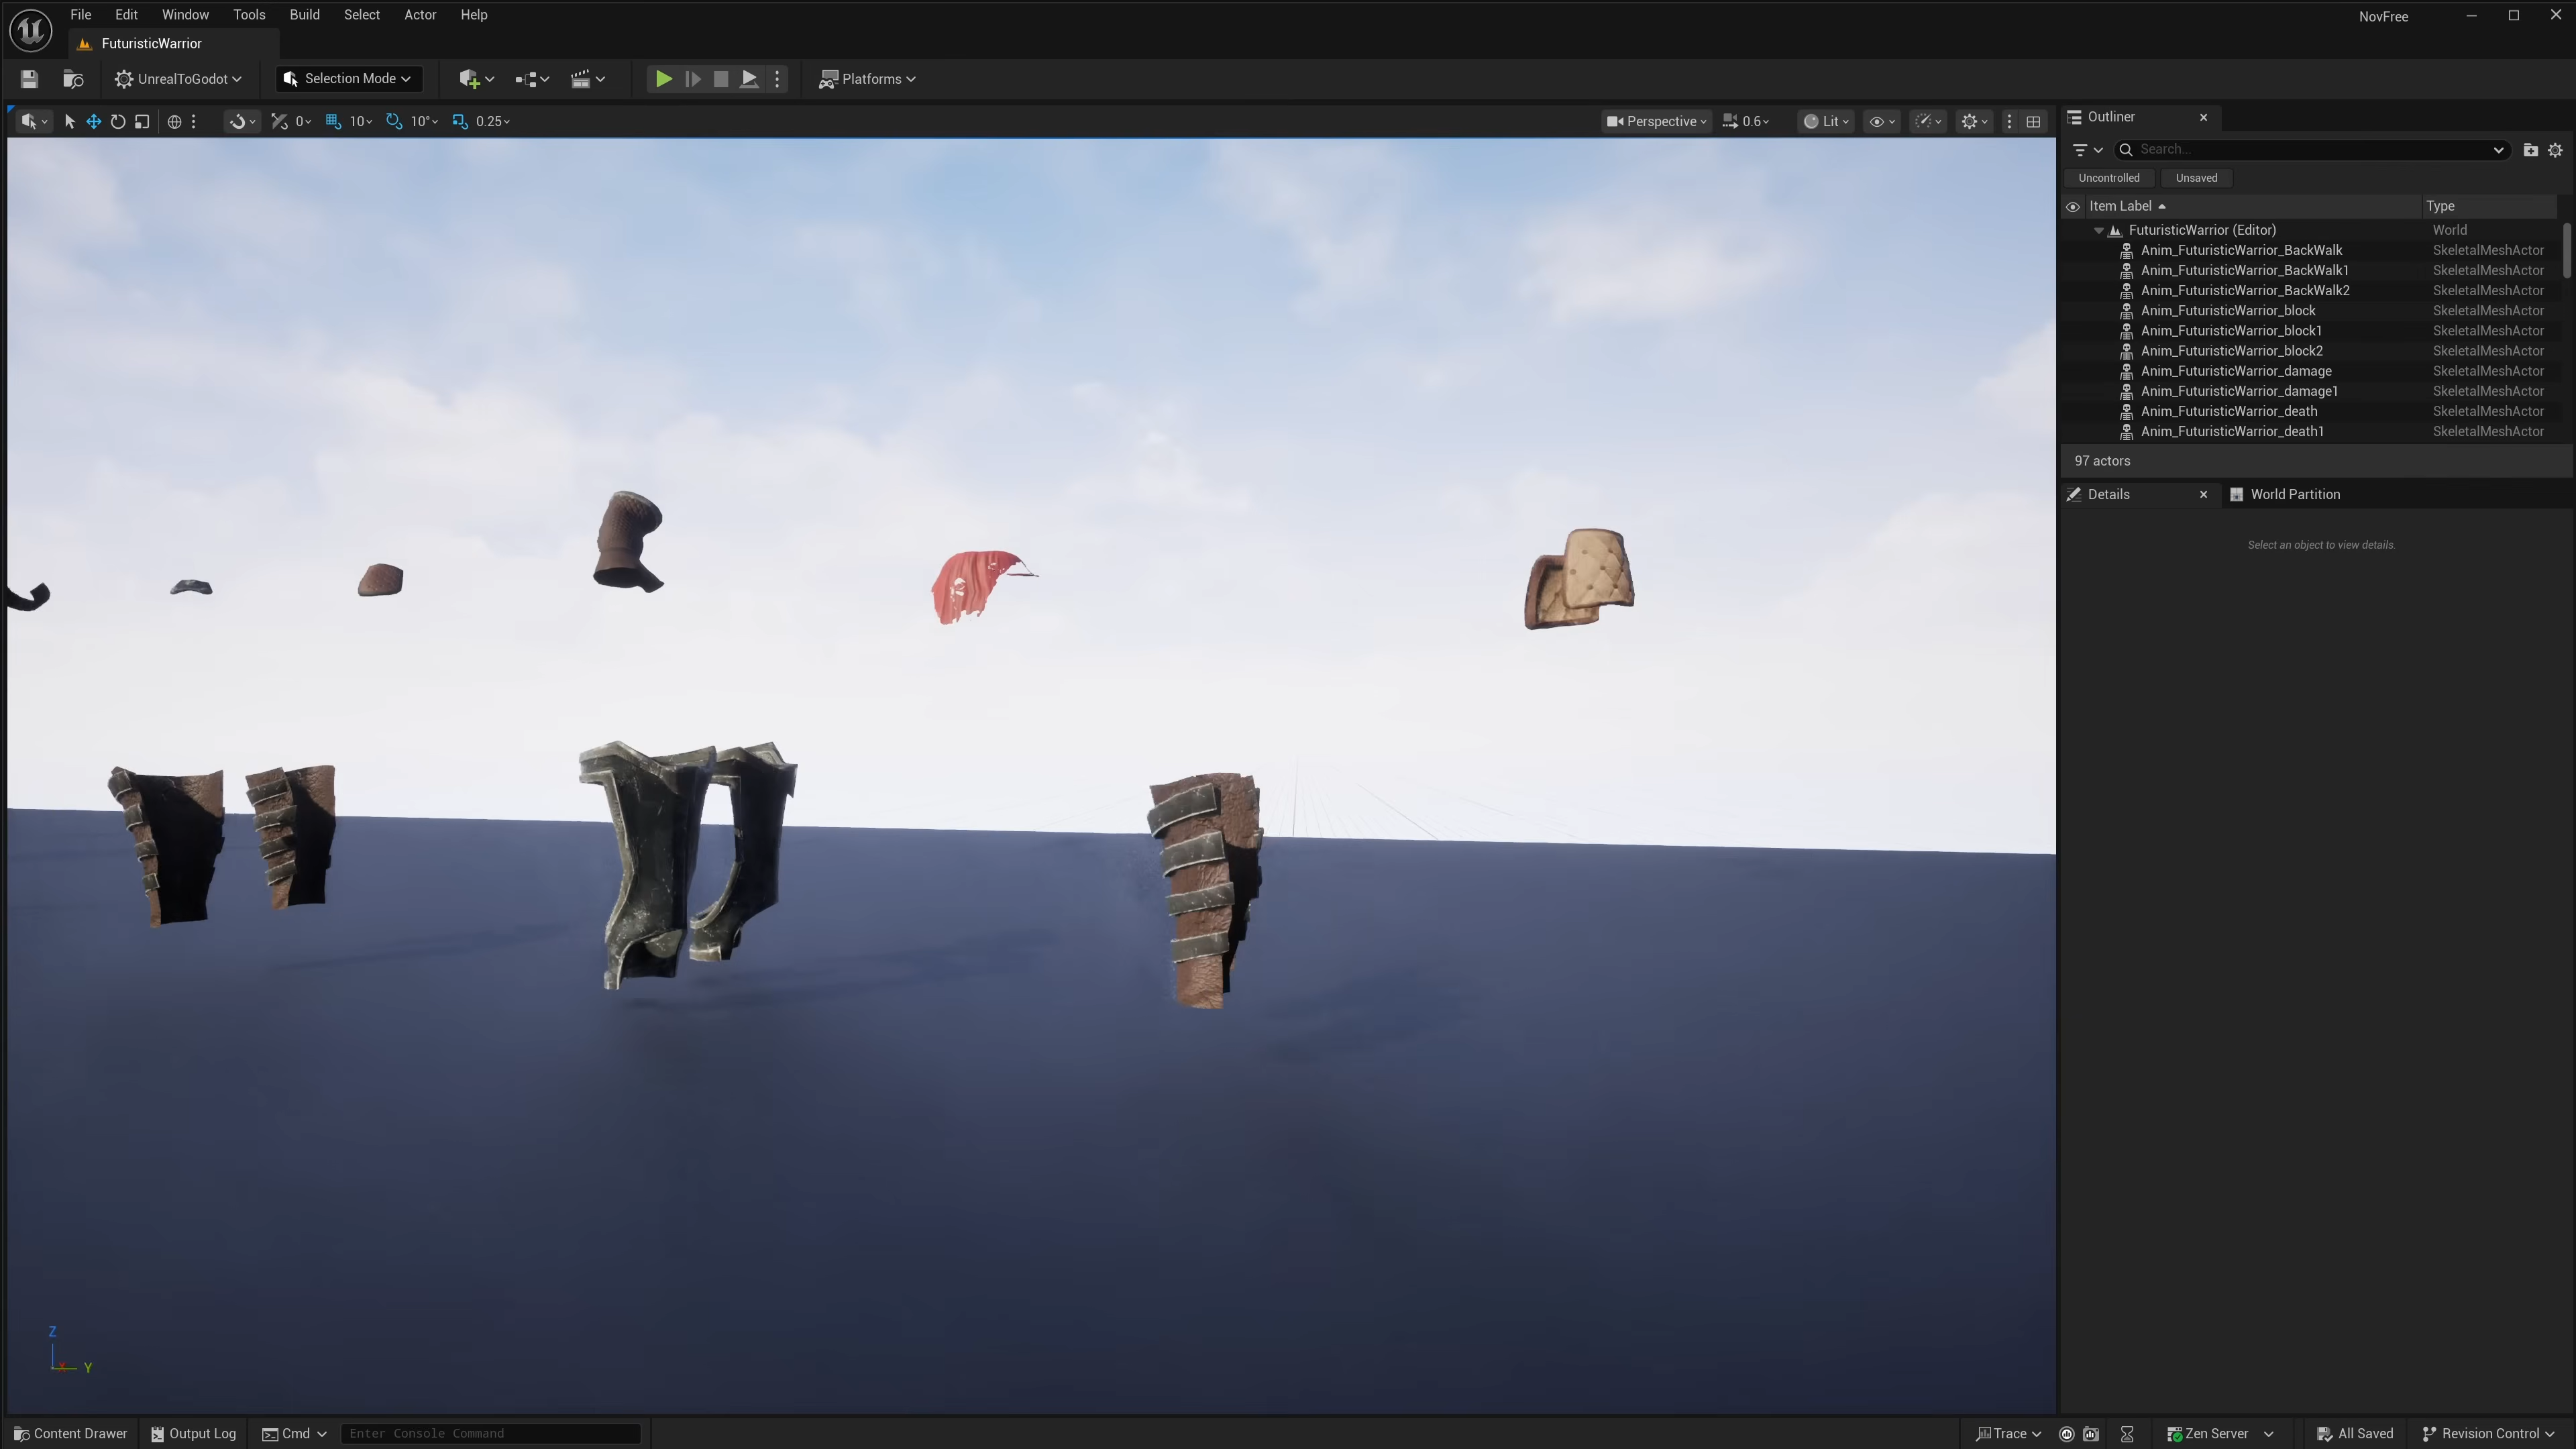 File Edit Window Tools Build Select Actor Help
NovFree
FuturisticWarrior
UnrealToGodot
Selection Mode
Platforms
0 10 10° 0.25
Perspective 0.6 Lit
Outliner
Search...
Uncontrolled Unsaved
Item Label Type
FuturisticWarrior (Editor) World
Anim_FuturisticWarrior_BackWalk SkeletalMeshActor
Anim_FuturisticWarrior_BackWalk1 SkeletalMeshActor
Anim_FuturisticWarrior_BackWalk2 SkeletalMeshActor
Anim_FuturisticWarrior_block SkeletalMeshActor
Anim_FuturisticWarrior_block1 SkeletalMeshActor
Anim_FuturisticWarrior_block2 SkeletalMeshActor
Anim_FuturisticWarrior_damage SkeletalMeshActor
Anim_FuturisticWarrior_damage1 SkeletalMeshActor
Anim_FuturisticWarrior_death SkeletalMeshActor
Anim_FuturisticWarrior_death1 SkeletalMeshActor
97 actors
Details World Partition
Select an object to view details.
Z
X Y
Content Drawer Output Log Cmd Enter Console Command
Trace Zen Server All Saved Revision Control